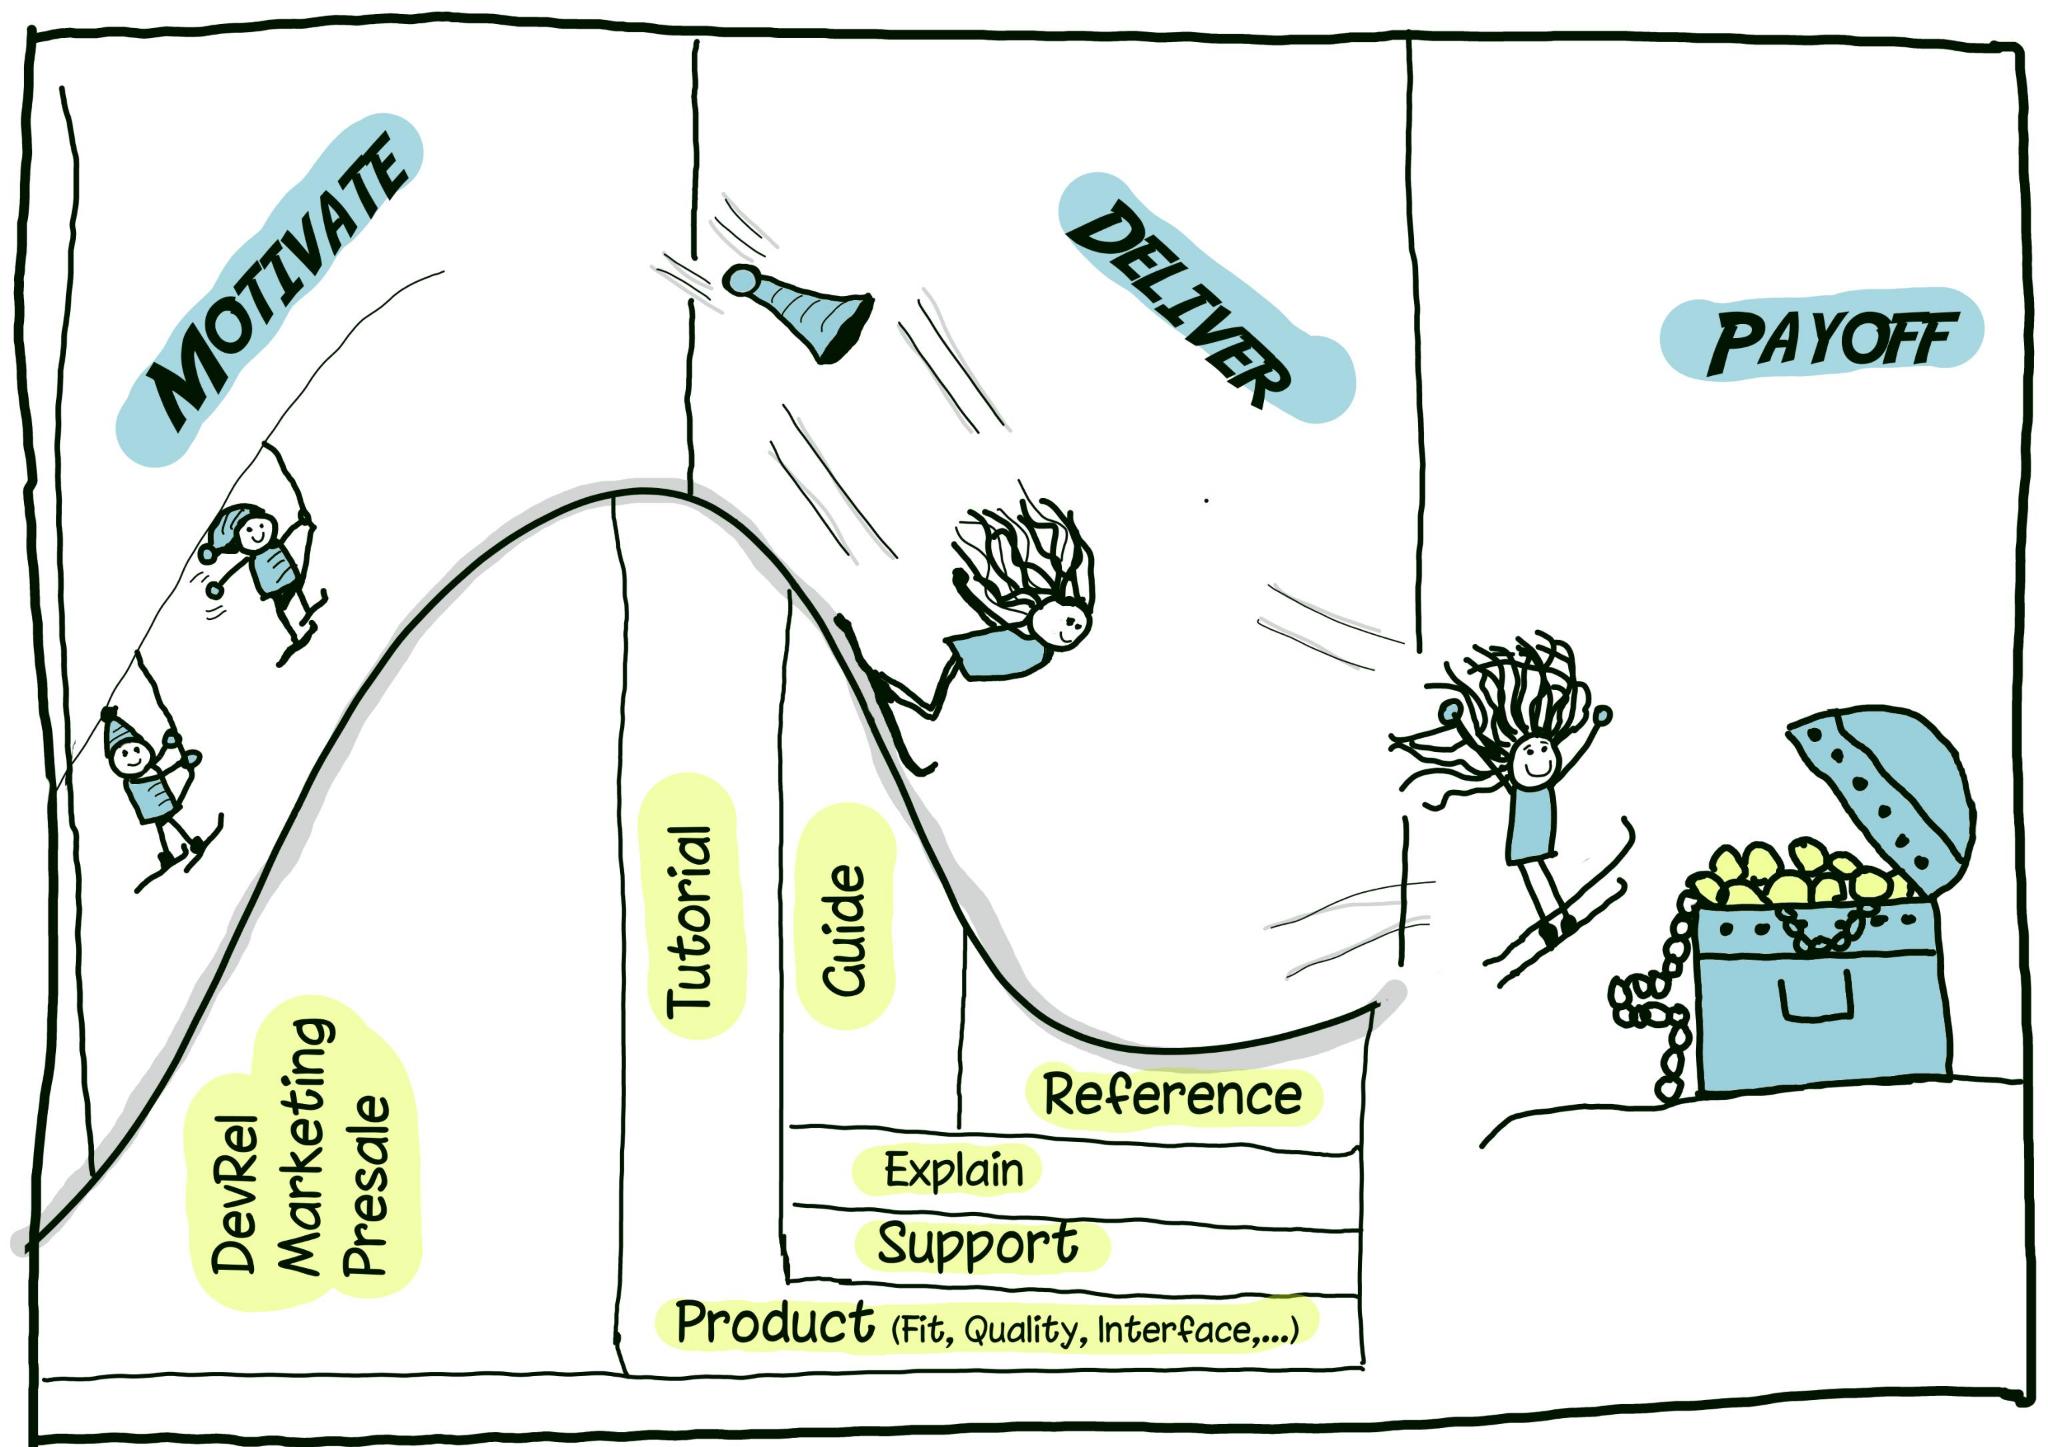 MOTIVATE
DELIVER
PAYOFF
DevRel
Marketing
Presale
Tutorial
Guide
Reference
Explain
Support
Product (Fit, Quality, Interface,...)